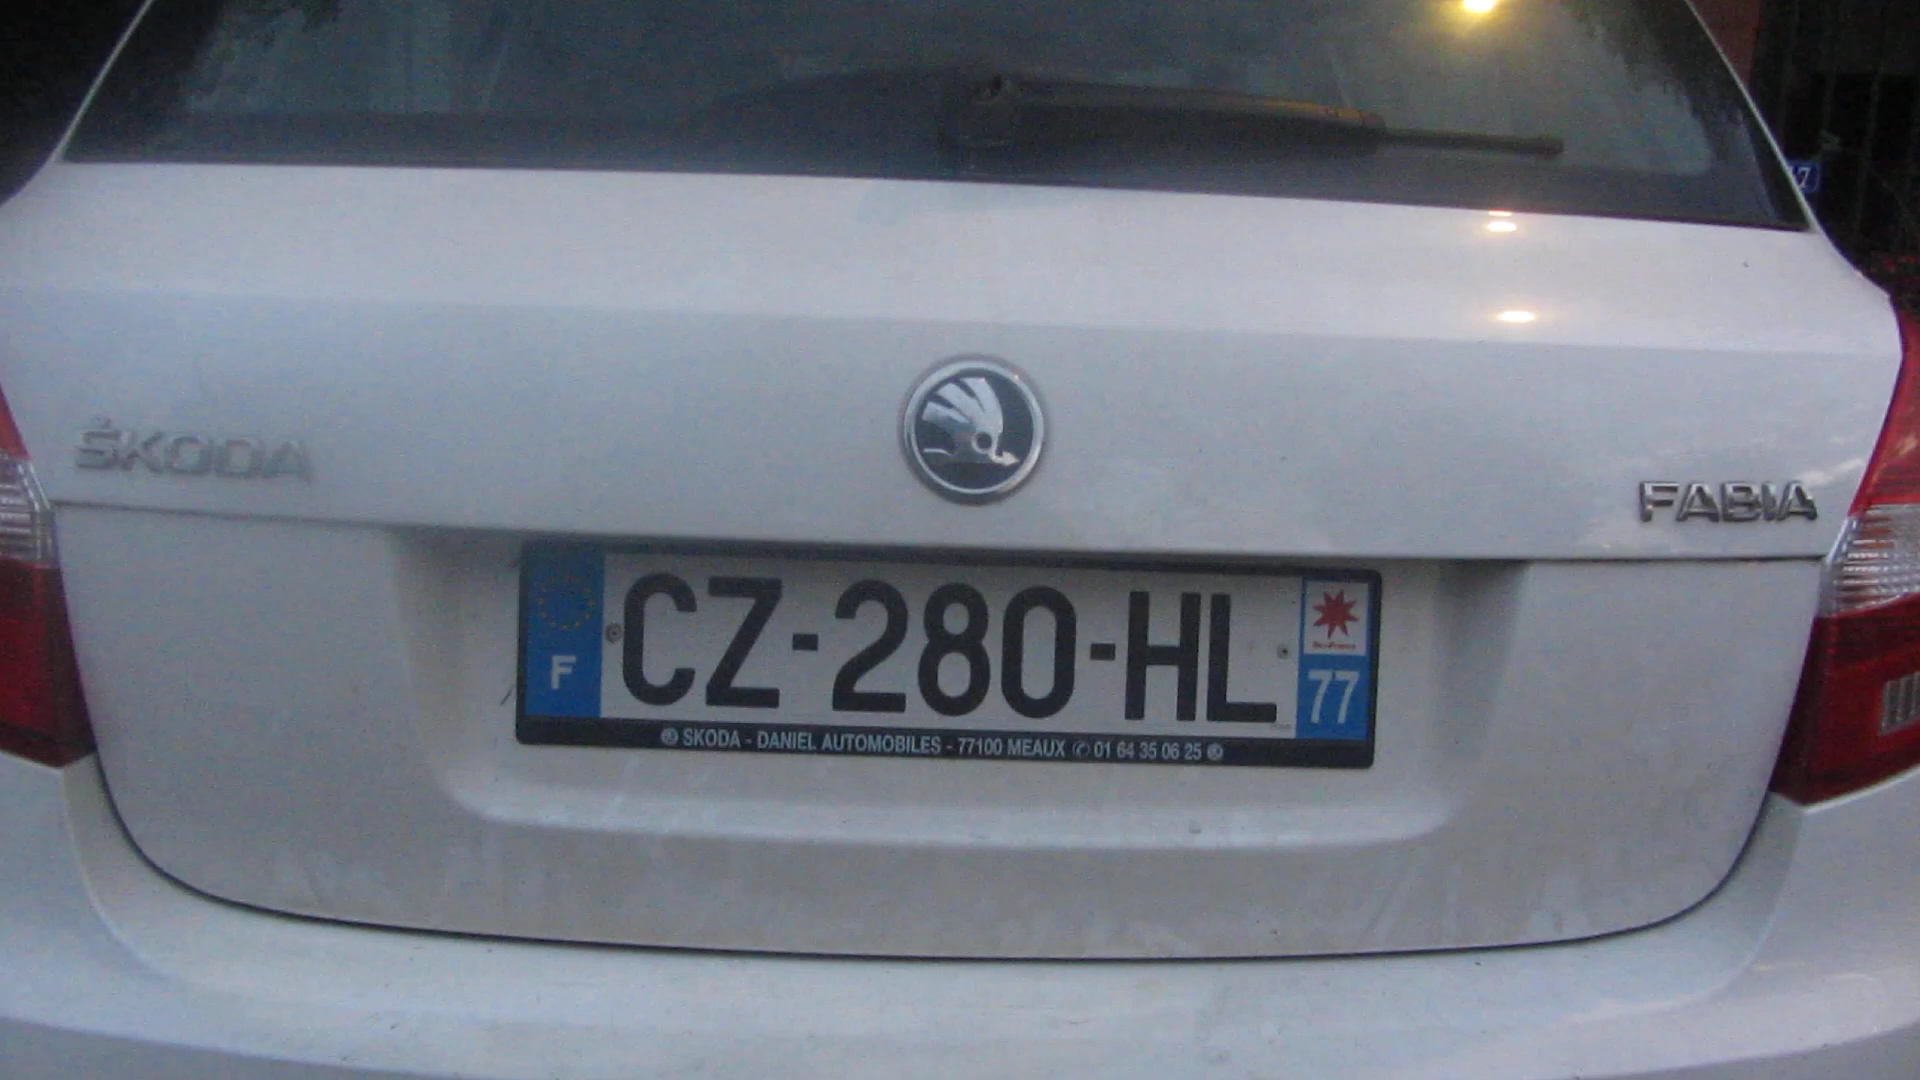 ŠKODA
FABIA
F CZ-280-HL 77
SKODA - DANIEL AUTOMOBILES - 77100 MEAUX ✆ 01 64 35 06 25